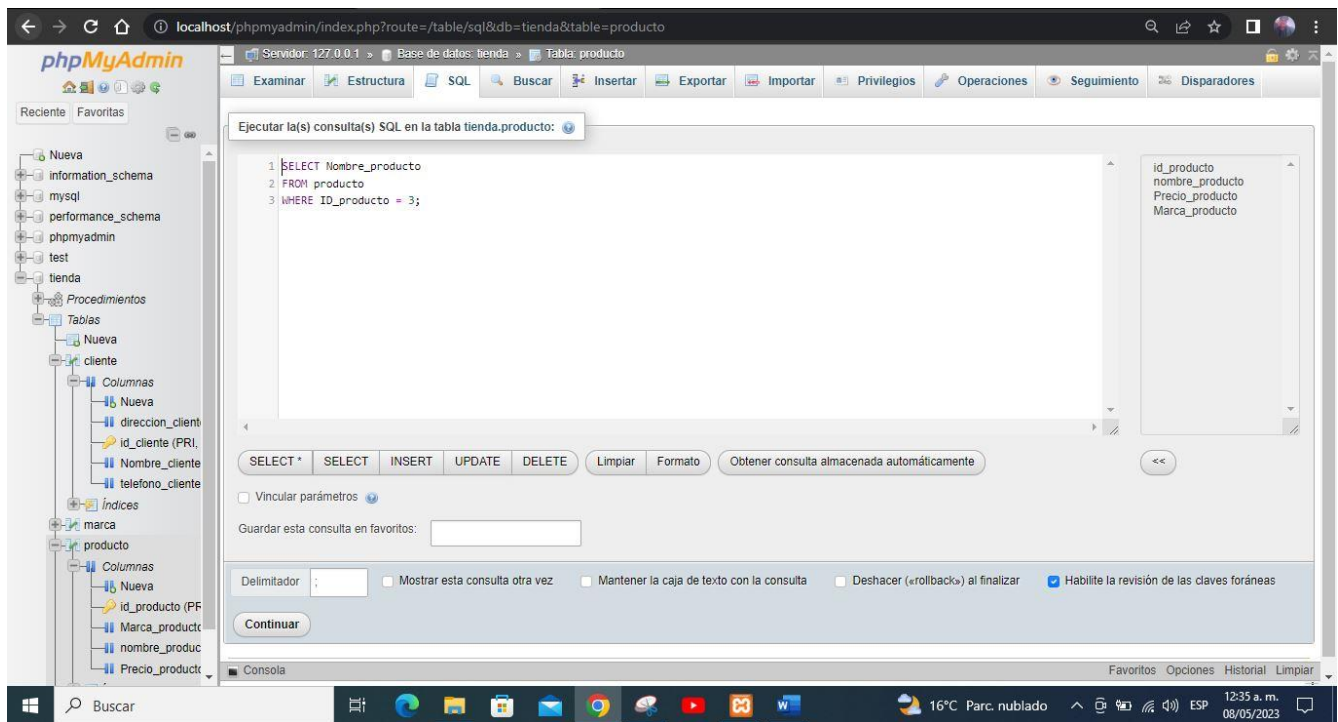 localhost/phpmyadmin/index.php?route=/table/sql&db=tienda&table=producto
phpMyAdmin
Servidor: 127.0.0.1 » Base de datos: tienda » Tabla: producto
Examinar Estructura SQL Buscar Insertar Exportar Importar Privilegios Operaciones Seguimiento Disparadores
Reciente Favoritas
Nueva
information_schema
mysql
performance_schema
phpmyadmin
test
tienda
Procedimientos
Tablas
Nueva
cliente
Columnas
Nueva
direccion_client
id_cliente (PRI,
Nombre_cliente
telefono_cliente
Índices
marca
producto
Columnas
Nueva
id_producto (PR
Marca_producto
nombre_produc
Precio_producto
Ejecutar la(s) consulta(s) SQL en la tabla tienda.producto:
1 SELECT Nombre_producto
2 FROM producto
3 WHERE ID_producto = 3;
id_producto
nombre_producto
Precio_producto
Marca_producto
SELECT * SELECT INSERT UPDATE DELETE Limpiar Formato Obtener consulta almacenada automáticamente <<
Vincular parámetros
Guardar esta consulta en favoritos:
Delimitador ; Mostrar esta consulta otra vez Mantener la caja de texto con la consulta Deshacer («rollback») al finalizar Habilite la revisión de las claves foráneas
Continuar
Consola Favoritos Opciones Historial Limpiar
Buscar 16°C Parc. nublado ESP 12:35 a. m.
08/05/2023